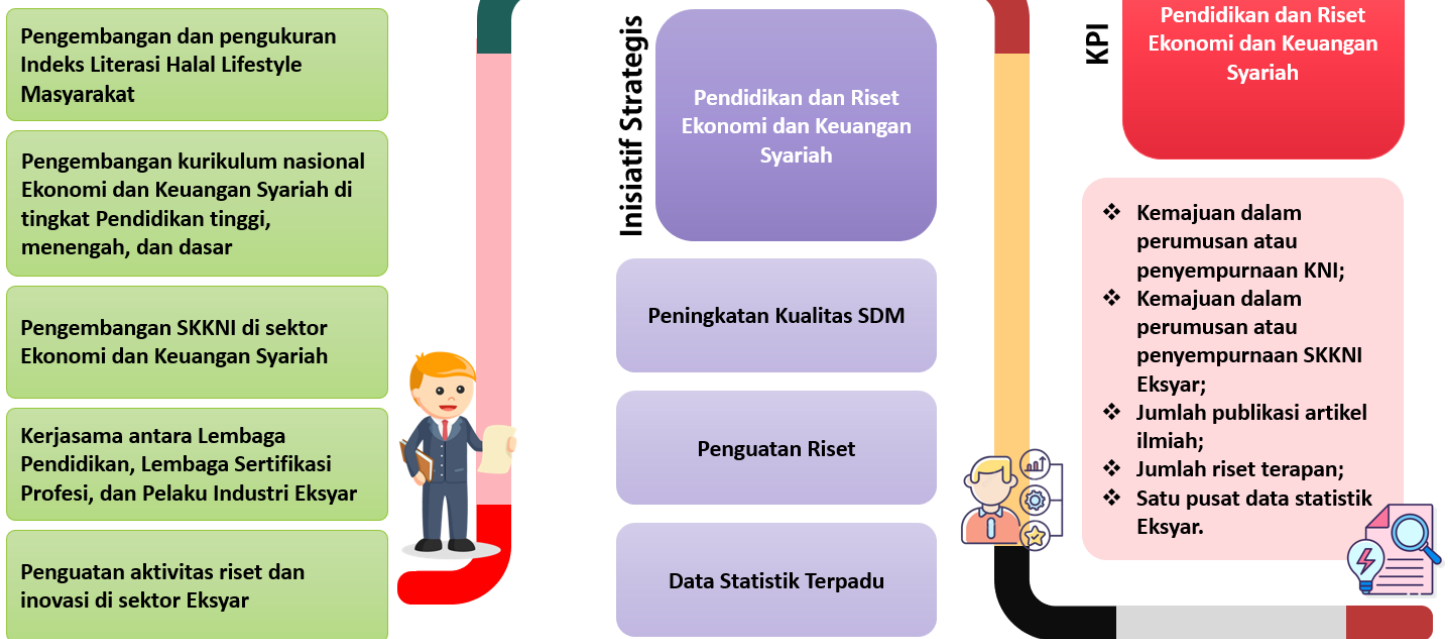 Pengembangan dan pengukuran
Indeks Literasi Halal Lifestyle
Masyarakat
Pengembangan kurikulum nasional
Ekonomi dan Keuangan Syariah di
tingkat Pendidikan tinggi,
menengah, dan dasar
Pengembangan SKKNI di sektor
Ekonomi dan Keuangan Syariah
Kerjasama antara Lembaga
Pendidikan, Lembaga Sertifikasi
Profesi, dan Pelaku Industri Eksyar
Penguatan aktivitas riset dan
inovasi di sektor Eksyar
Inisiatif Strategis
Pendidikan dan Riset
Ekonomi dan Keuangan
Syariah
Peningkatan Kualitas SDM
Penguatan Riset
Data Statistik Terpadu
KPI
Pendidikan dan Riset
Ekonomi dan Keuangan
Syariah
❖ Kemajuan dalam
perumusan atau
penyempurnaan KNI;
❖ Kemajuan dalam
perumusan atau
penyempurnaan SKKNI
Eksyar;
❖ Jumlah publikasi artikel
ilmiah;
❖ Jumlah riset terapan;
❖ Satu pusat data statistik
Eksyar.